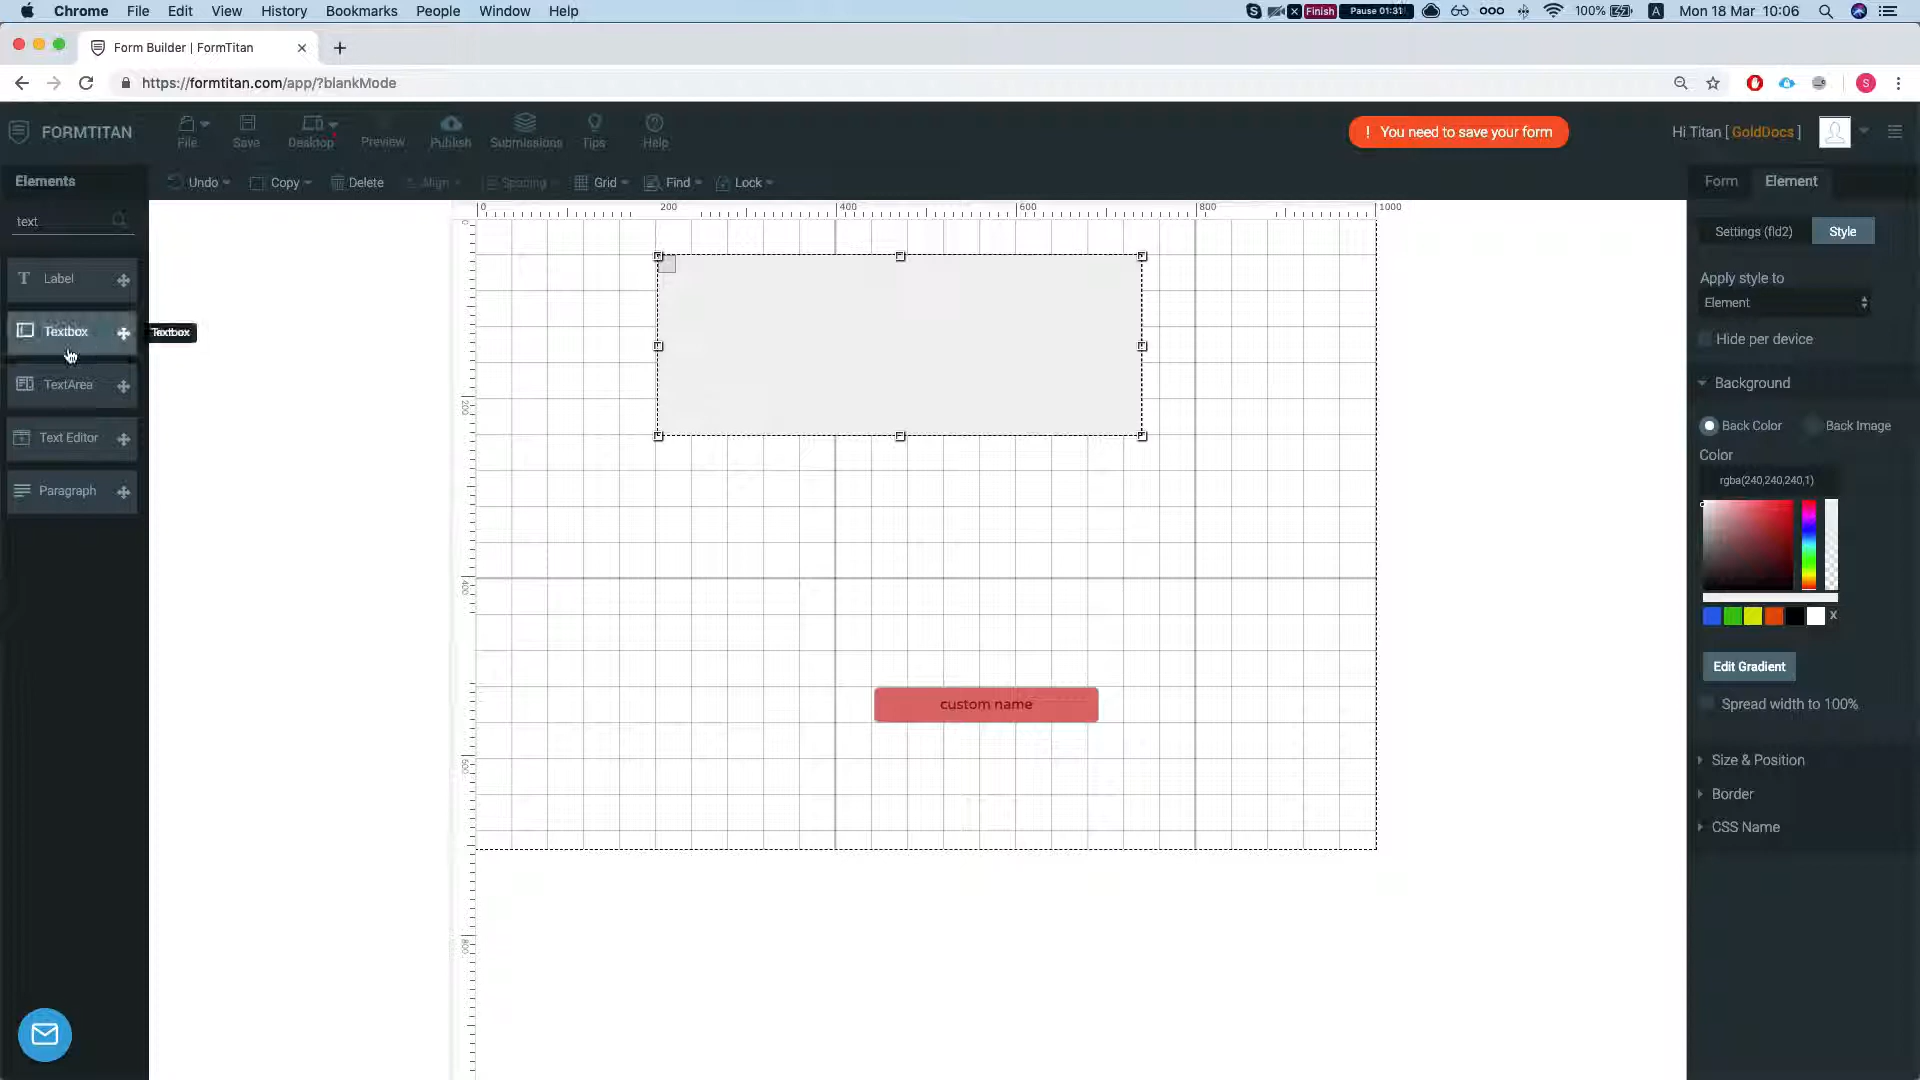 Chrome File Edit View History Bookmarks People Window Help
Finish Pause 01:31 100% A Mon 18 Mar 10:06
Form Builder | FormTitan
https://formtitan.com/app/?blankMode
S
FORMTITAN
File Save Desktop Preview Publish Submissions Tips Help
! You need to save your form
Hi Titan [ GoldDocs ]
Elements
Undo Copy Delete Align Spacing Grid Find Lock
Form Element
text
0 200 400 600 800 1000
Settings (fld2) Style
T Label
Apply style to
Element
Textbox
Textbox
Hide per device
TextArea
Background
200
Back Color Back Image
Text Editor
Color
rgba(240,240,240,1)
Paragraph
400
X
Edit Gradient
custom name
Spread width to 100%
Size & Position
Border
CSS Name
800